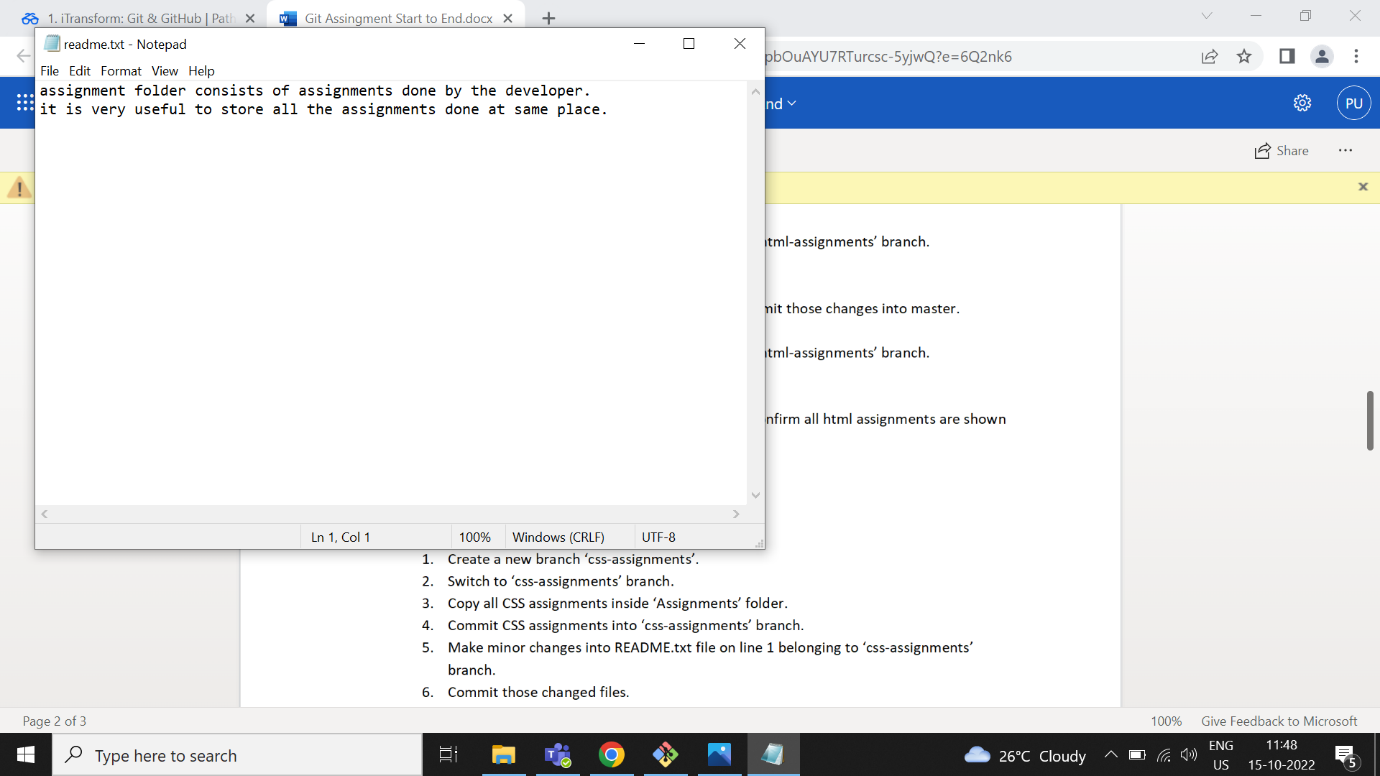 1. iTransform: Git & GitHub | Path
Git Assingment Start to End.docx
readme.txt - Notepad
pbOuAYU7RTurcsc-5yjwQ?e=6Q2nk6
File Edit Format View Help
assignment folder consists of assignments done by the developer.
it is very useful to store all the assignments done at same place.
nd
PU
Share
tml-assignments’ branch.
mit those changes into master.
tml-assignments’ branch.
nfirm all html assignments are shown
Ln 1, Col 1 100% Windows (CRLF) UTF-8
1. Create a new branch ‘css-assignments’.
2. Switch to ‘css-assignments’ branch.
3. Copy all CSS assignments inside ‘Assignments’ folder.
4. Commit CSS assignments into ‘css-assignments’ branch.
5. Make minor changes into README.txt file on line 1 belonging to ‘css-assignments’
branch.
6. Commit those changed files.
Page 2 of 3
100% Give Feedback to Microsoft
Type here to search
26°C Cloudy
ENG
US
11:48
15-10-2022
5